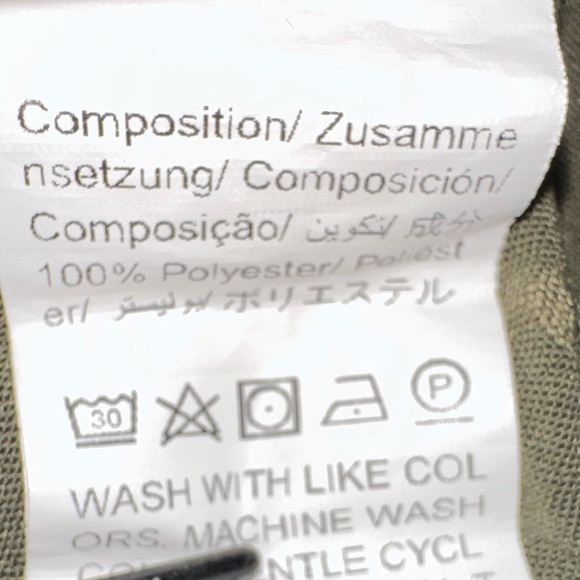 Composition/ Zusamme
nsetzung/ Composición/
Composição/ تكوين/ 成分
100% Polyester/ Poliest
er/ بوليستر/ ポリエステル
30 P
WASH WITH LIKE COL
ORS. MACHINE WASH
NTLE CYCL